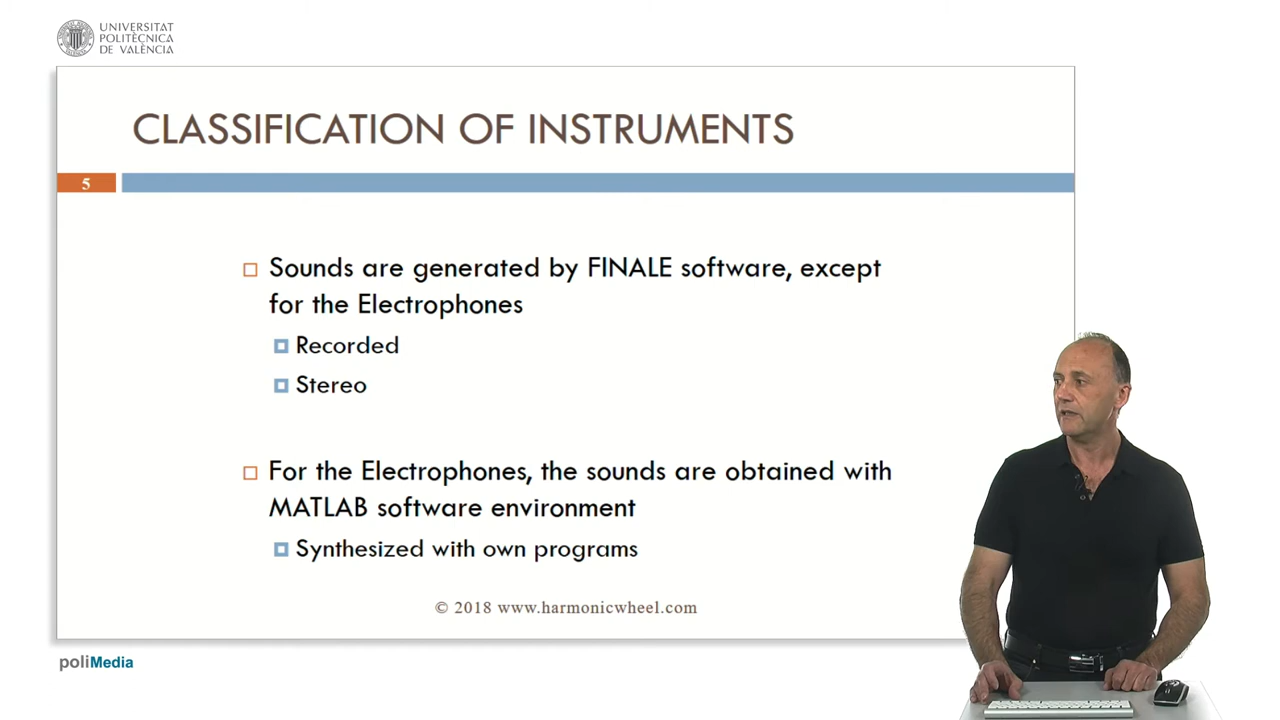 UNIVERSITAT
POLITÈCNICA
DE VALÈNCIA
CLASSIFICATION OF INSTRUMENTS
5
Sounds are generated by FINALE software, except
for the Electrophones
Recorded
Stereo
For the Electrophones, the sounds are obtained with
MATLAB software environment
Synthesized with own programs
© 2018 www.harmonicwheel.com
poliMedia